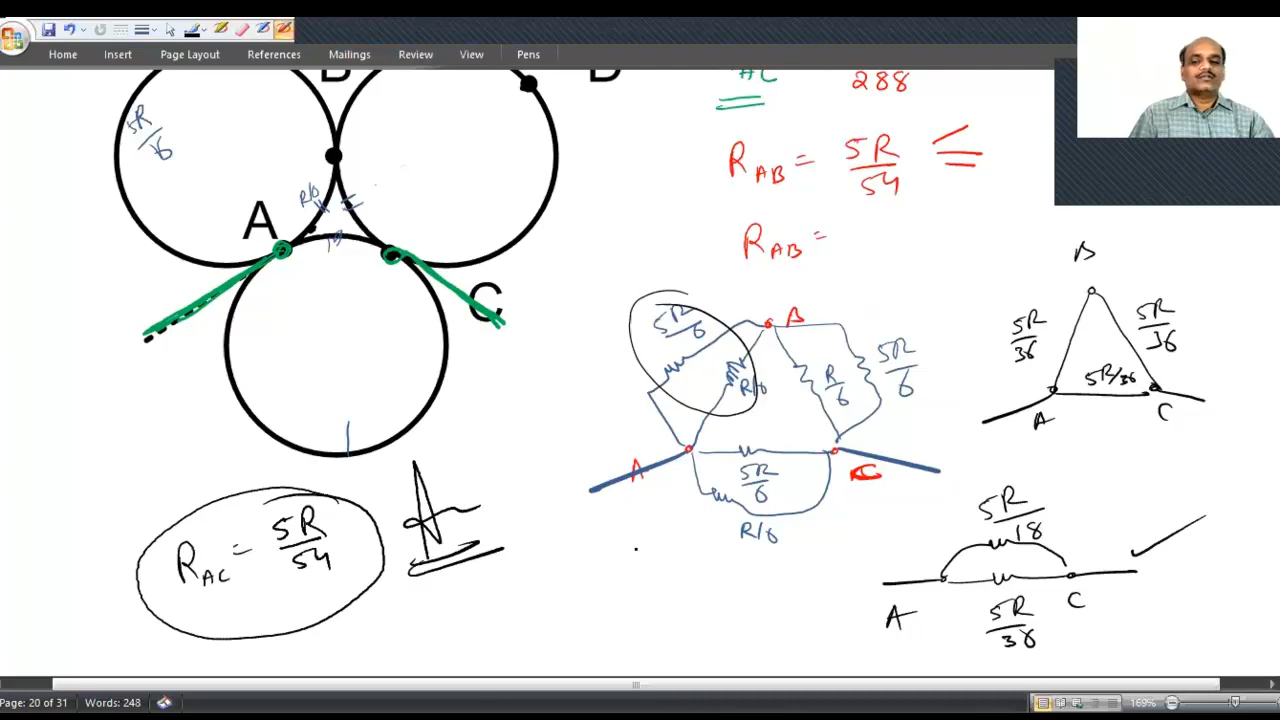 Home Insert Page Layout References Mailings Review View Pens
B
AC
288
5R/6
R_AB = 5R/54
R/6
A
R_AB =
C
5R/6
B
R/6
R/6
5R/6
A
C
5R/6
R/6
B
5R/36
5R/36
5R/36
A
C
R_AC = 5R/54
5R/18
A
C
5R/36
Page: 20 of 31 Words: 248 169%